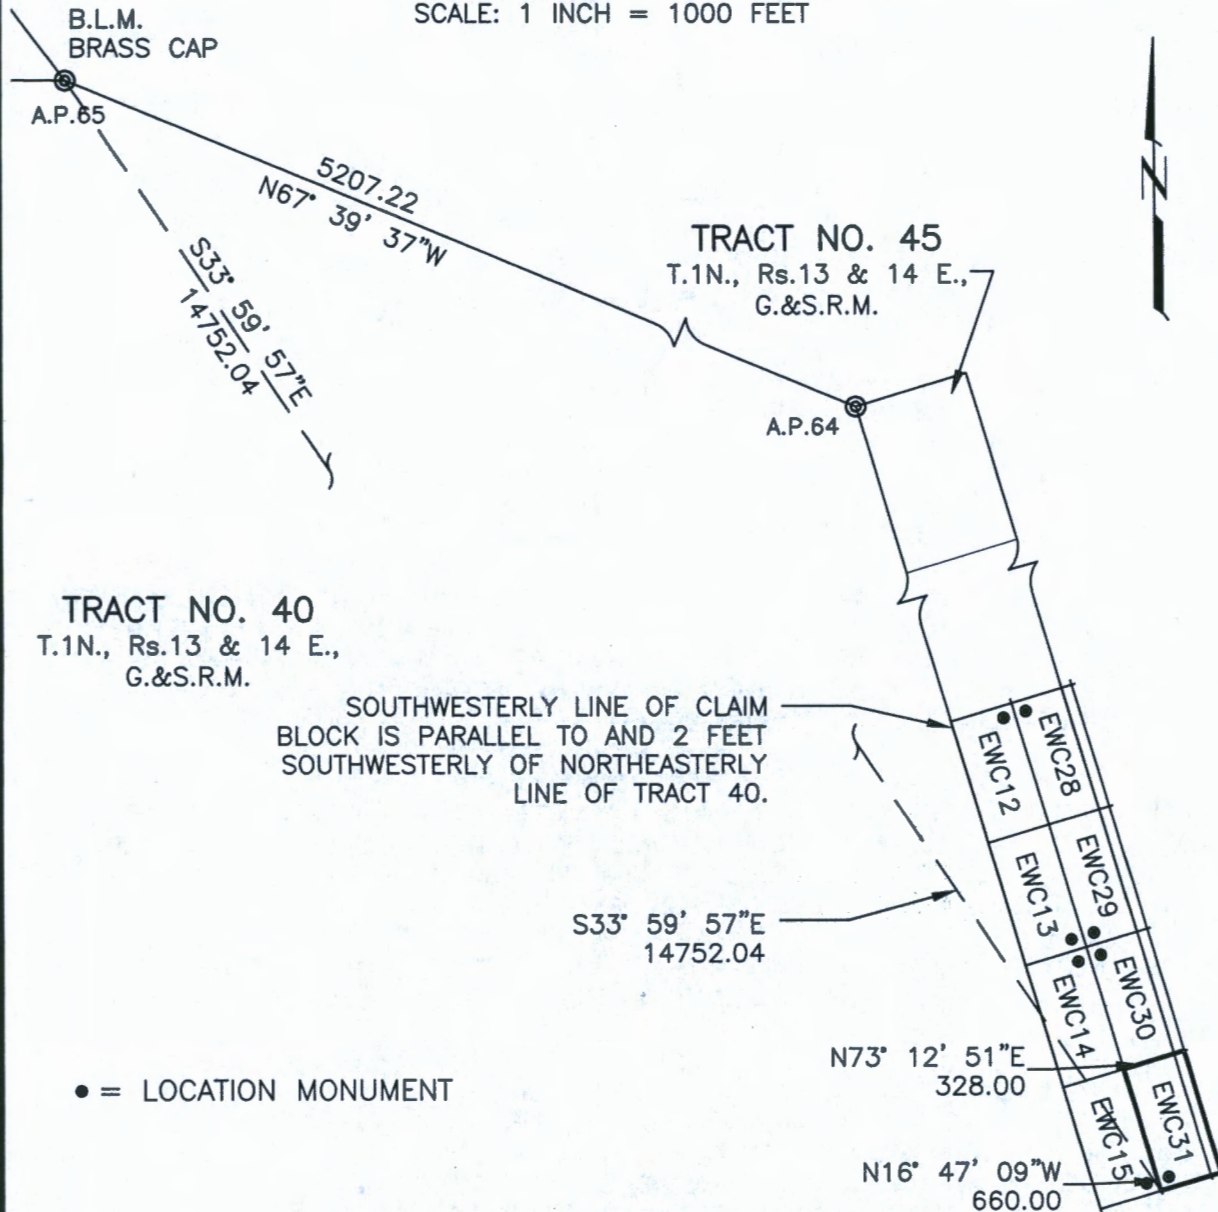 SCALE: 1 INCH = 1000 FEET
B.L.M.
BRASS CAP
A.P.65
5207.22
N67° 39' 37"W
S33° 59' 57"E
14752.04
N
TRACT NO. 45
T.1N., Rs.13 & 14 E.,
G.&S.R.M.
A.P.64
TRACT NO. 40
T.1N., Rs.13 & 14 E.,
G.&S.R.M.
SOUTHWESTERLY LINE OF CLAIM
BLOCK IS PARALLEL TO AND 2 FEET
SOUTHWESTERLY OF NORTHEASTERLY
LINE OF TRACT 40.
EWC12
EWC28
EWC13
EWC29
S33° 59' 57"E
14752.04
EWC14
EWC30
N73° 12' 51"E
328.00
● = LOCATION MONUMENT
EWC15
EWC31
N16° 47' 09"W
660.00